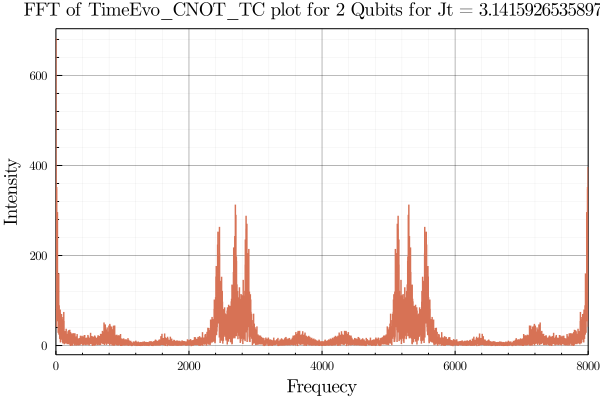 FFT of TimeEvo_CNOT_TC plot for 2 Qubits for Jt = 3.1415926535897
Intensity
600
400
200
0
0 2000 4000 6000 8000
Frequecy